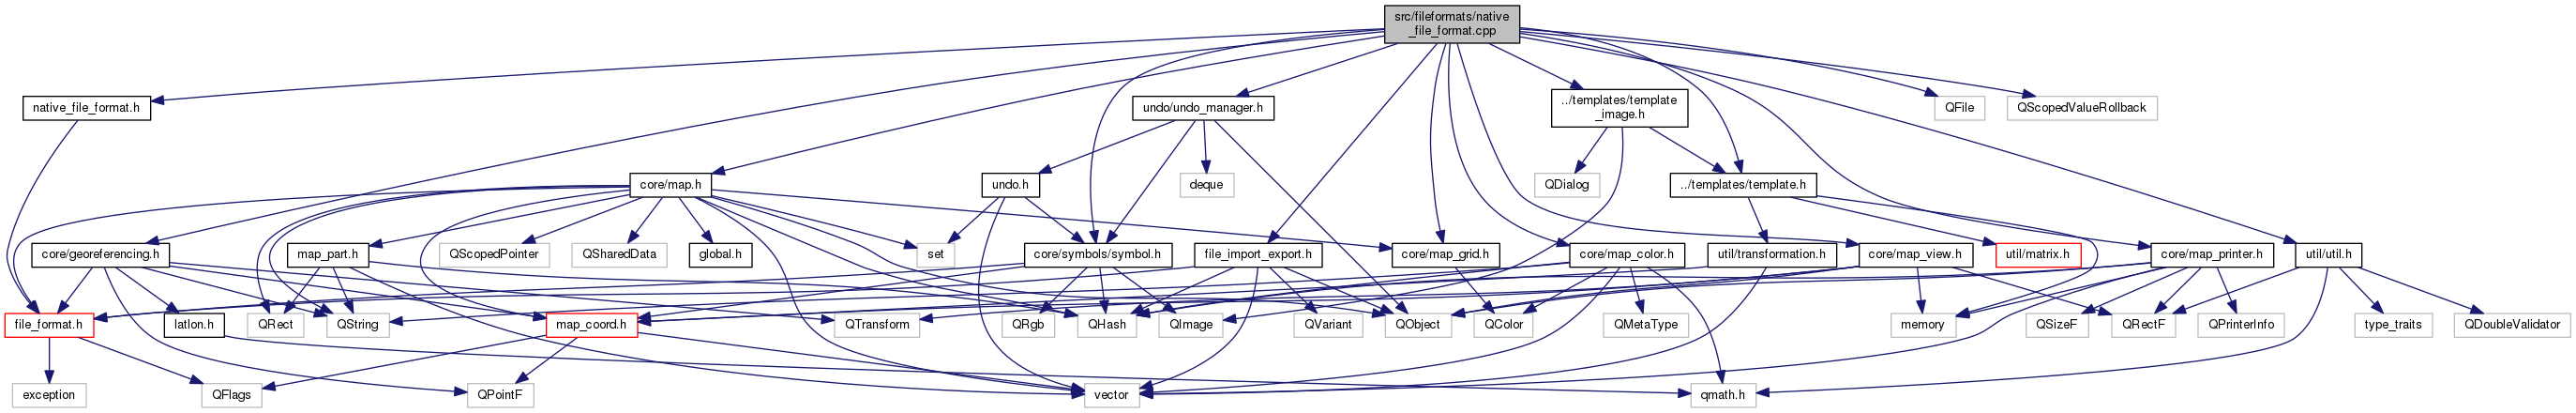 src/fileformats/native
_file_format.cpp
native_file_format.h
undo/undo_manager.h
../templates/template
_image.h
QFile
QScopedValueRollback
core/map.h
undo.h
deque
QDialog
../templates/template.h
core/georeferencing.h
map_part.h
QScopedPointer
QSharedData
global.h
set
core/symbols/symbol.h
file_import_export.h
core/map_grid.h
core/map_color.h
util/transformation.h
core/map_view.h
util/matrix.h
core/map_printer.h
util/util.h
file_format.h
latlon.h
QRect
QString
map_coord.h
QTransform
QRgb
QHash
QImage
QVariant
QObject
QColor
QMetaType
memory
QSizeF
QRectF
QPrinterInfo
type_traits
QDoubleValidator
exception
QFlags
QPointF
vector
qmath.h